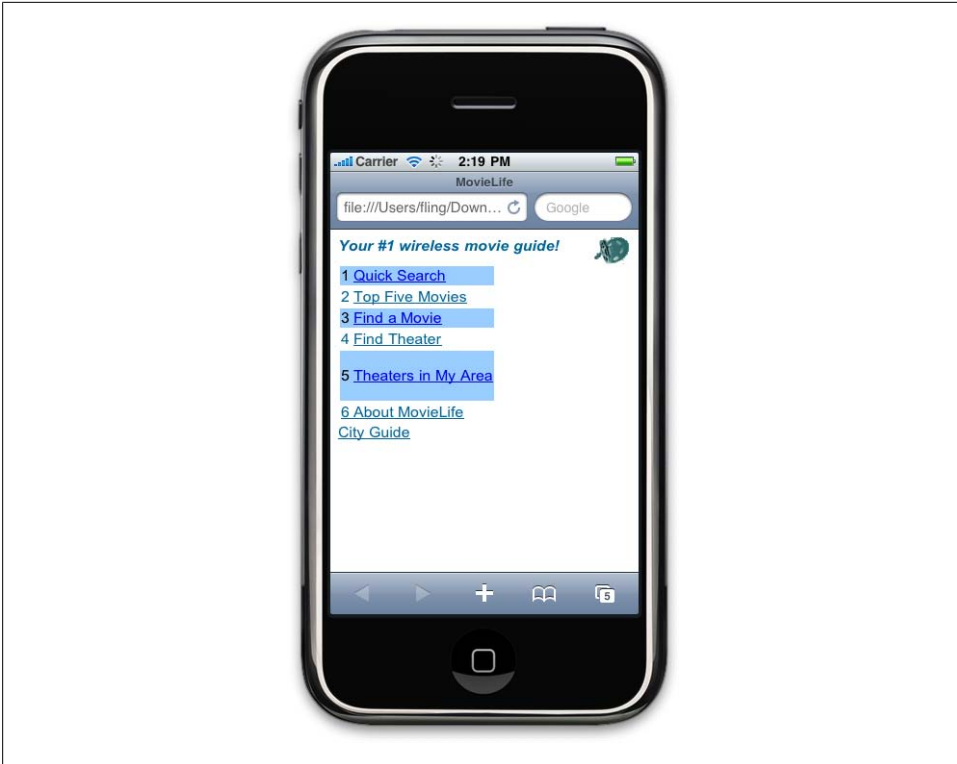 Carrier 2:19 PM
MovieLife
file:///Users/fling/Down... Google
Your #1 wireless movie guide!
1 Quick Search
2 Top Five Movies
3 Find a Movie
4 Find Theater
5 Theaters in My Area
6 About MovieLife
City Guide
5